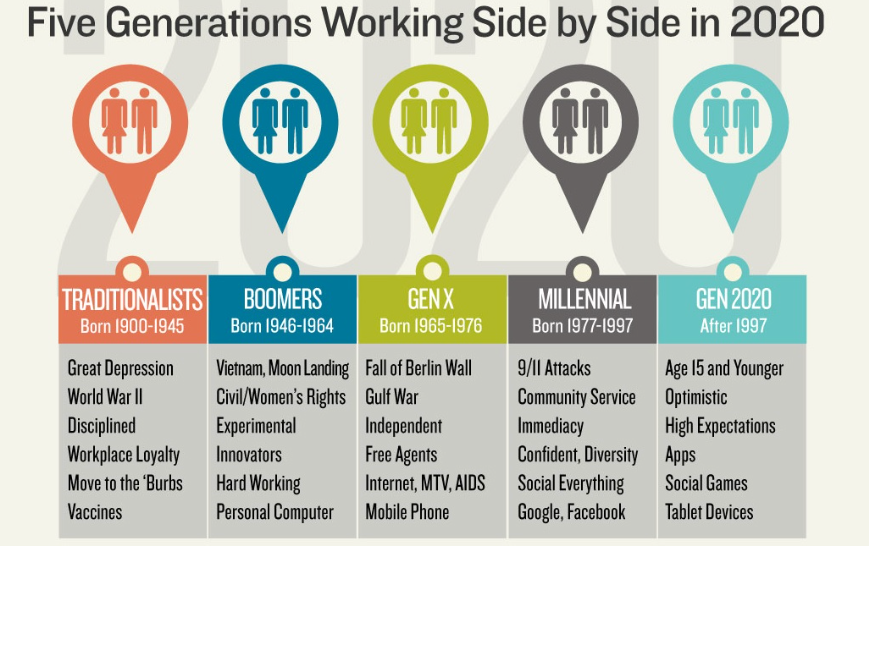 Five Generations Working Side by Side in 2020
2020
TRADITIONALISTS
Born 1900-1945
Great Depression
World War II
Disciplined
Workplace Loyalty
Move to the ‘Burbs
Vaccines
BOOMERS
Born 1946-1964
Vietnam, Moon Landing
Civil/Women's Rights
Experimental
Innovators
Hard Working
Personal Computer
GEN X
Born 1965-1976
Fall of Berlin Wall
Gulf War
Independent
Free Agents
Internet, MTV, AIDS
Mobile Phone
MILLENNIAL
Born 1977-1997
9/11 Attacks
Community Service
Immediacy
Confident, Diversity
Social Everything
Google, Facebook
GEN 2020
After 1997
Age 15 and Younger
Optimistic
High Expectations
Apps
Social Games
Tablet Devices